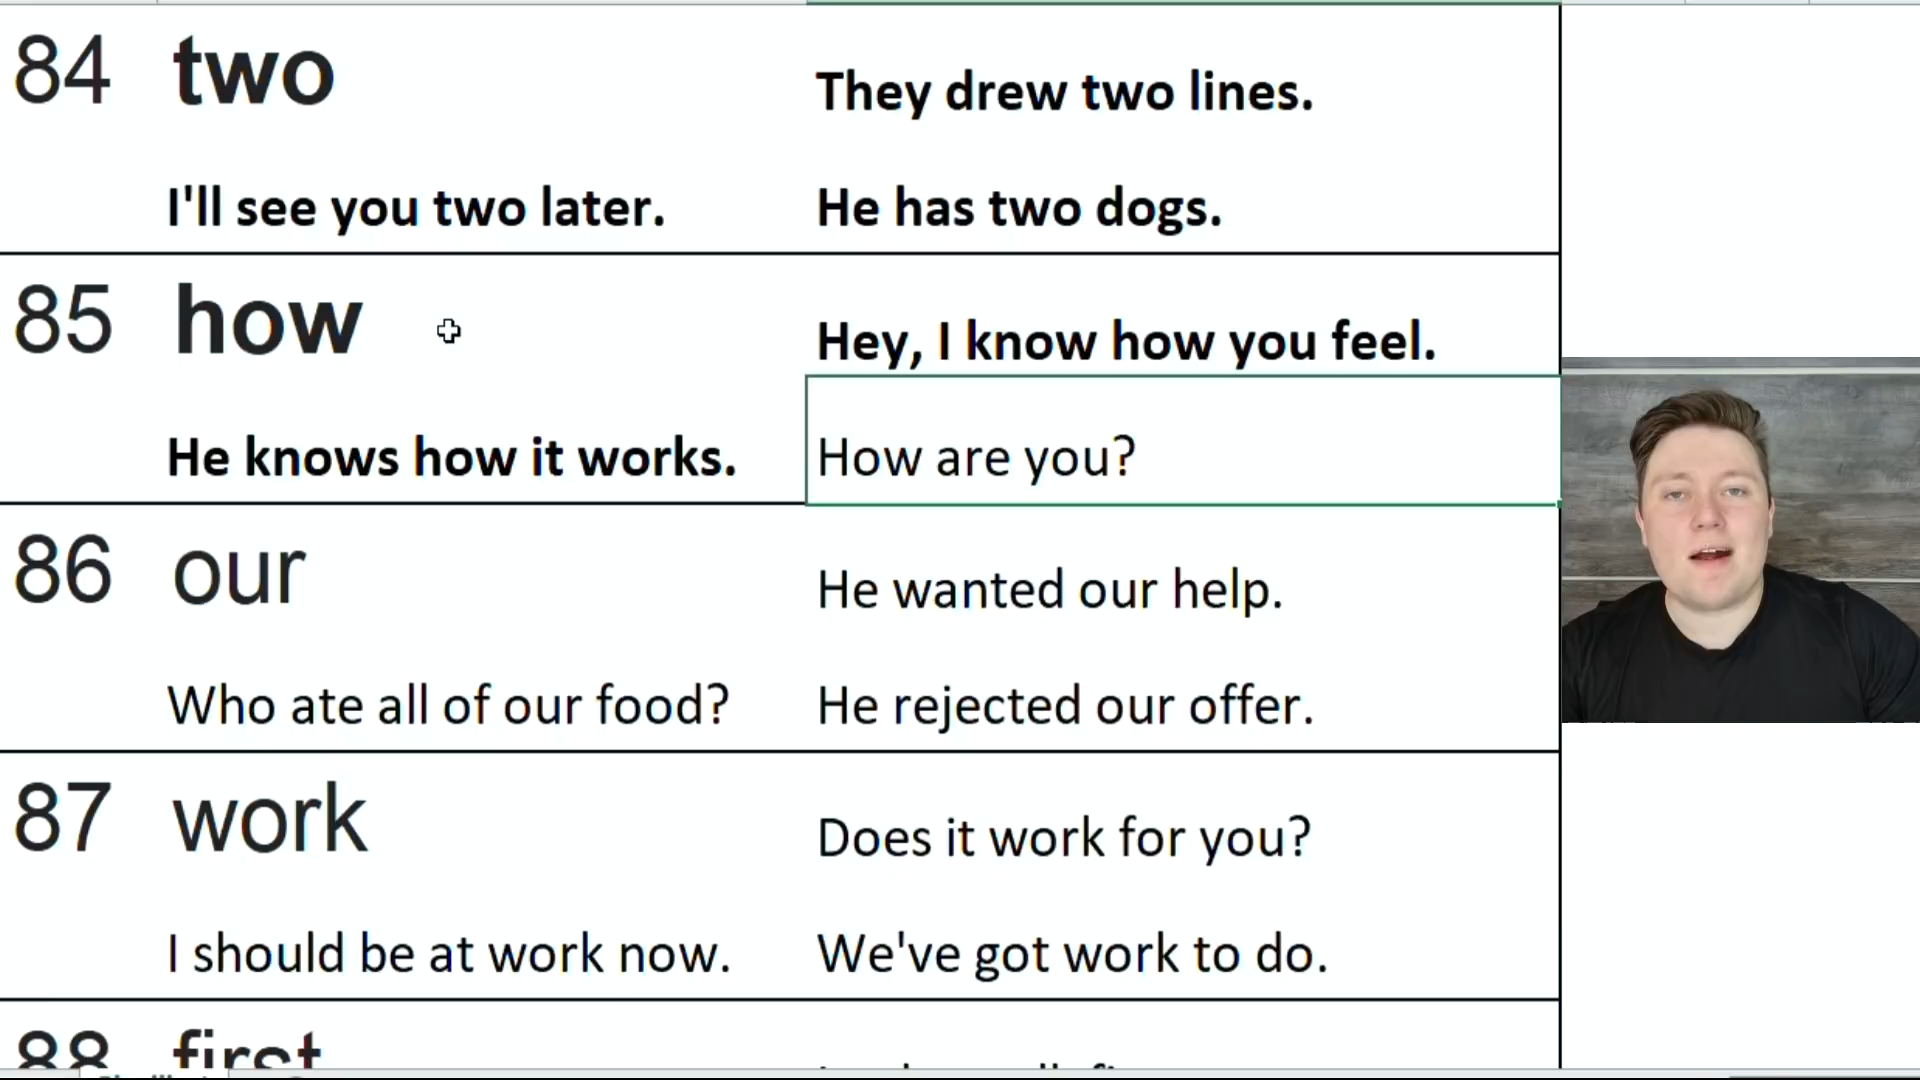 84 two
They drew two lines.
I'll see you two later. He has two dogs.
85 how
Hey, I know how you feel.
He knows how it works. How are you?
86 our
He wanted our help.
Who ate all of our food? He rejected our offer.
87 work
Does it work for you?
I should be at work now. We've got work to do.
88 first